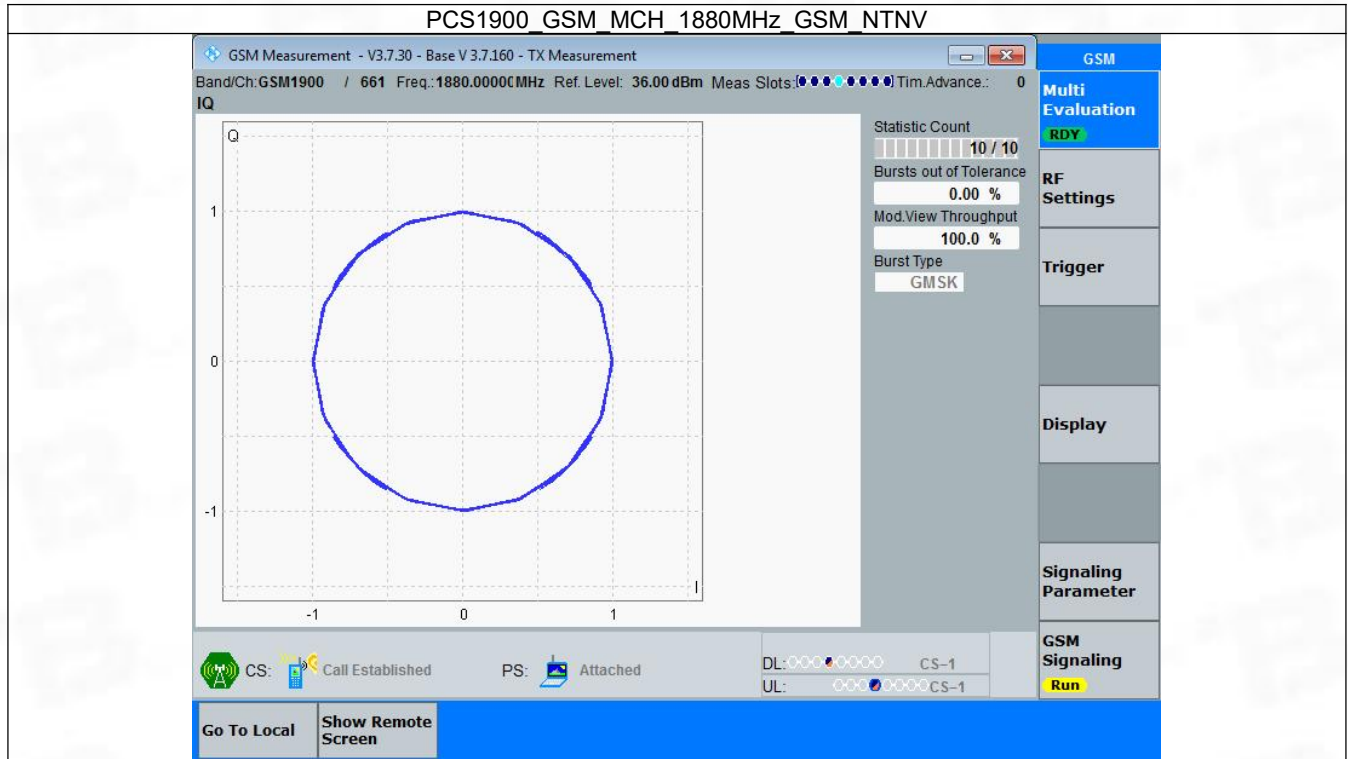 PCS1900_GSM_MCH_1880MHz_GSM_NTNV
GSM Measurement - V3.7.30 - Base V 3.7.160 - TX Measurement
GSM
Band/Ch:GSM1900 / 661 Freq.:1880.00000MHz Ref. Level: 36.00 dBm Meas Slots: Tim.Advance.: 0
IQ
Multi
Evaluation
RDY
Q
Statistic Count
10 / 10
Bursts out of Tolerance
0.00 %
Mod.View Throughput
100.0 %
Burst Type
GMSK
RF
Settings
Trigger
Display
Signaling
Parameter
GSM
Signaling
Run
1
0
-1
I
-1 0 1
CS: Call Established PS: Attached
DL: CS-1
UL: CS-1
Go To Local
Show Remote
Screen